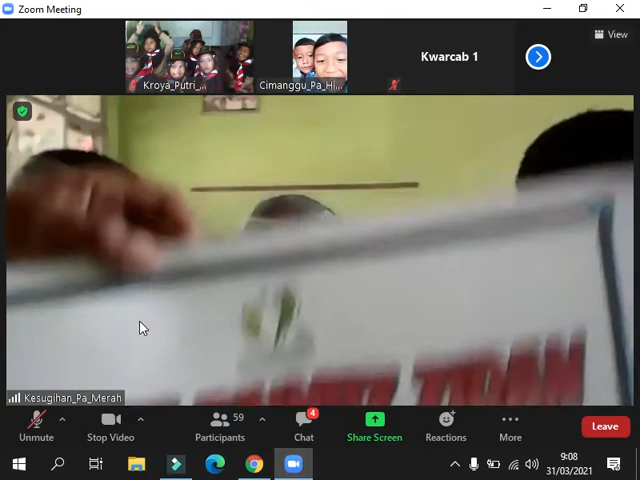 Zoom Meeting
View
Kroya_Putri_...
Cimanggu_Pa_HI...
Kwarcab 1
Kesugihan_Pa_Merah
59
4
Unmute
Stop Video
Participants
Chat
Share Screen
Reactions
More
Leave
9:08
31/03/2021